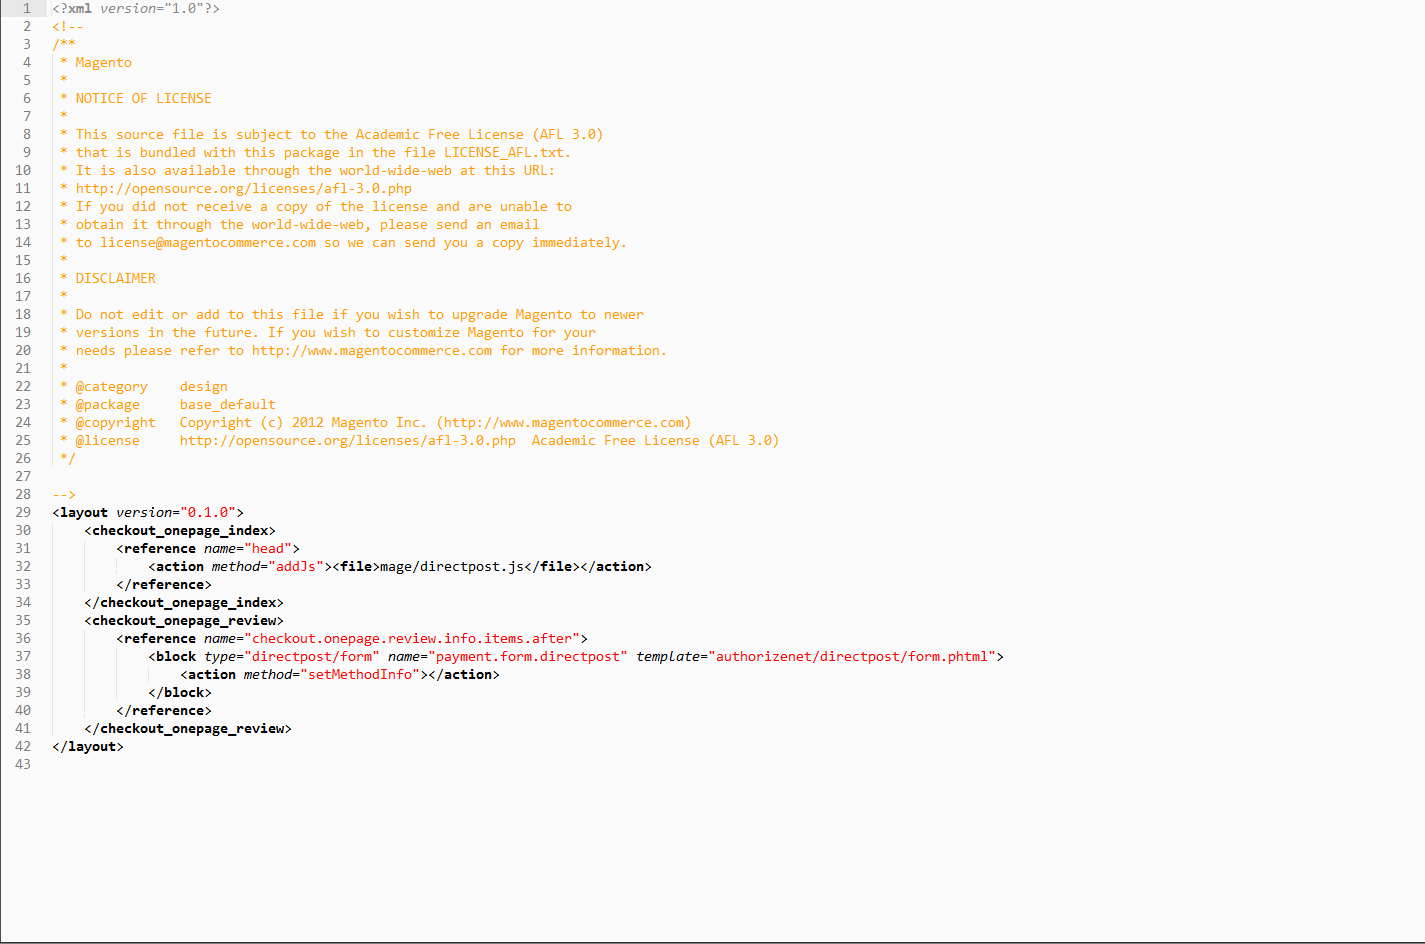 1 <?xml version="1.0"?>
2 <!--
3 /**
4  * Magento
5  *
6  * NOTICE OF LICENSE
7  *
8  * This source file is subject to the Academic Free License (AFL 3.0)
9  * that is bundled with this package in the file LICENSE_AFL.txt.
10  * It is also available through the world-wide-web at this URL:
11  * http://opensource.org/licenses/afl-3.0.php
12  * If you did not receive a copy of the license and are unable to
13  * obtain it through the world-wide-web, please send an email
14  * to license@magentocommerce.com so we can send you a copy immediately.
15  *
16  * DISCLAIMER
17  *
18  * Do not edit or add to this file if you wish to upgrade Magento to newer
19  * versions in the future. If you wish to customize Magento for your
20  * needs please refer to http://www.magentocommerce.com for more information.
21  *
22  * @category    design
23  * @package     base_default
24  * @copyright   Copyright (c) 2012 Magento Inc. (http://www.magentocommerce.com)
25  * @license     http://opensource.org/licenses/afl-3.0.php  Academic Free License (AFL 3.0)
26  */
27
28 -->
29 <layout version="0.1.0">
30     <checkout_onepage_index>
31         <reference name="head">
32             <action method="addJs"><file>mage/directpost.js</file></action>
33         </reference>
34     </checkout_onepage_index>
35     <checkout_onepage_review>
36         <reference name="checkout.onepage.review.info.items.after">
37             <block type="directpost/form" name="payment.form.directpost" template="authorizenet/directpost/form.phtml">
38                 <action method="setMethodInfo"></action>
39             </block>
40         </reference>
41     </checkout_onepage_review>
42 </layout>
43